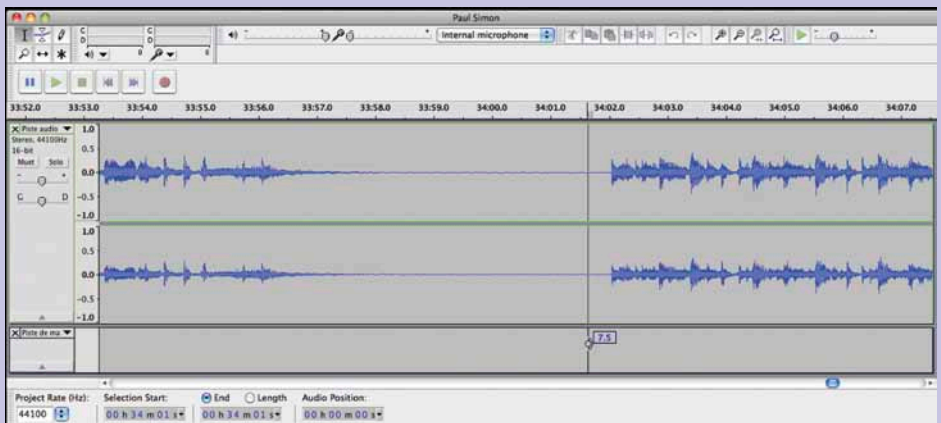 Paul Simon
C
D
C
D
Internal microphone
0
0
33:52.0 33:53.0 33:54.0 33:55.0 33:56.0 33:57.0 33:58.0 33:59.0 34:00.0 34:01.0 34:02.0 34:03.0 34:04.0 34:05.0 34:06.0 34:07.0
X Piste audio
Stereo, 44100Hz
16-bit
Muet Solo
- +
G D
1.0
0.5
0.0
-0.5
-1.0
1.0
0.5
0.0
-0.5
-1.0
X Piste de ma
7.5
Project Rate (Hz): Selection Start: End Length Audio Position:
44100 00 h 34 m 01 s 00 h 34 m 01 s 00 h 00 m 00 s